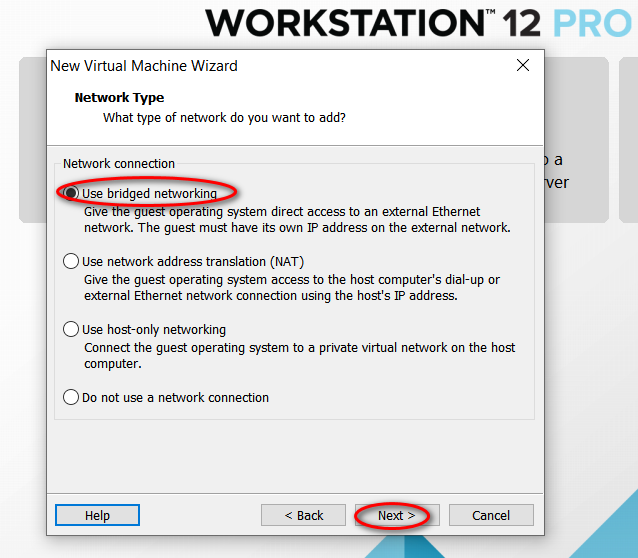 WORKSTATION™ 12 PRO
New Virtual Machine Wizard
Network Type
What type of network do you want to add?
Network connection
Use bridged networking
Give the guest operating system direct access to an external Ethernet
network. The guest must have its own IP address on the external network.
Use network address translation (NAT)
Give the guest operating system access to the host computer's dial-up or
external Ethernet network connection using the host's IP address.
Use host-only networking
Connect the guest operating system to a private virtual network on the host
computer.
Do not use a network connection
Help
< Back
Next >
Cancel